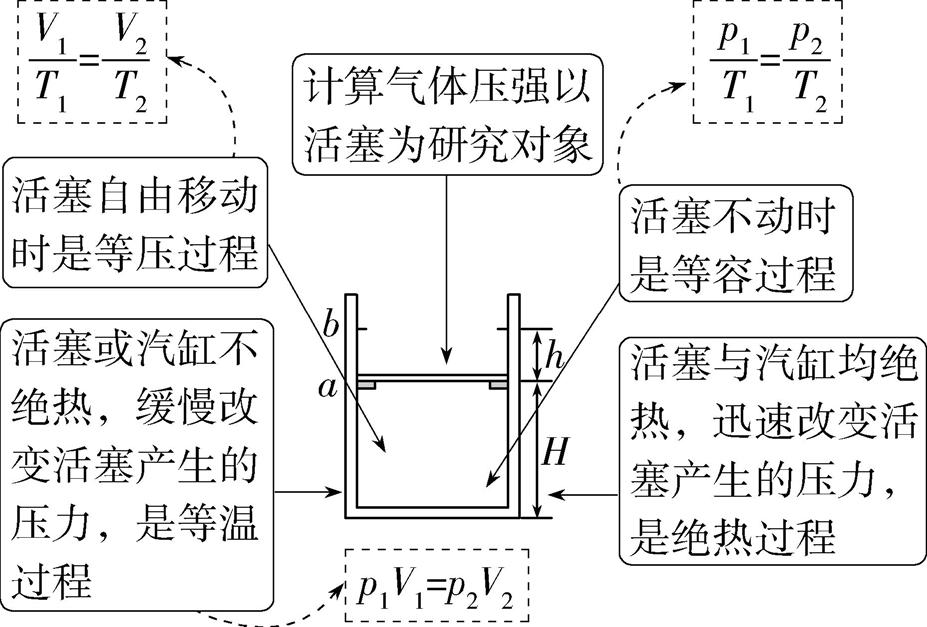 V₁/T₁=V₂/T₂
p₁/T₁=p₂/T₂
计算气体压强以
活塞为研究对象
活塞自由移动
时是等压过程
活塞不动时
是等容过程
b
h
a
H
活塞或汽缸不
绝热，缓慢改
变活塞产生的
压力，是等温
过程
活塞与汽缸均绝
热，迅速改变活
塞产生的压力，
是绝热过程
p₁V₁=p₂V₂